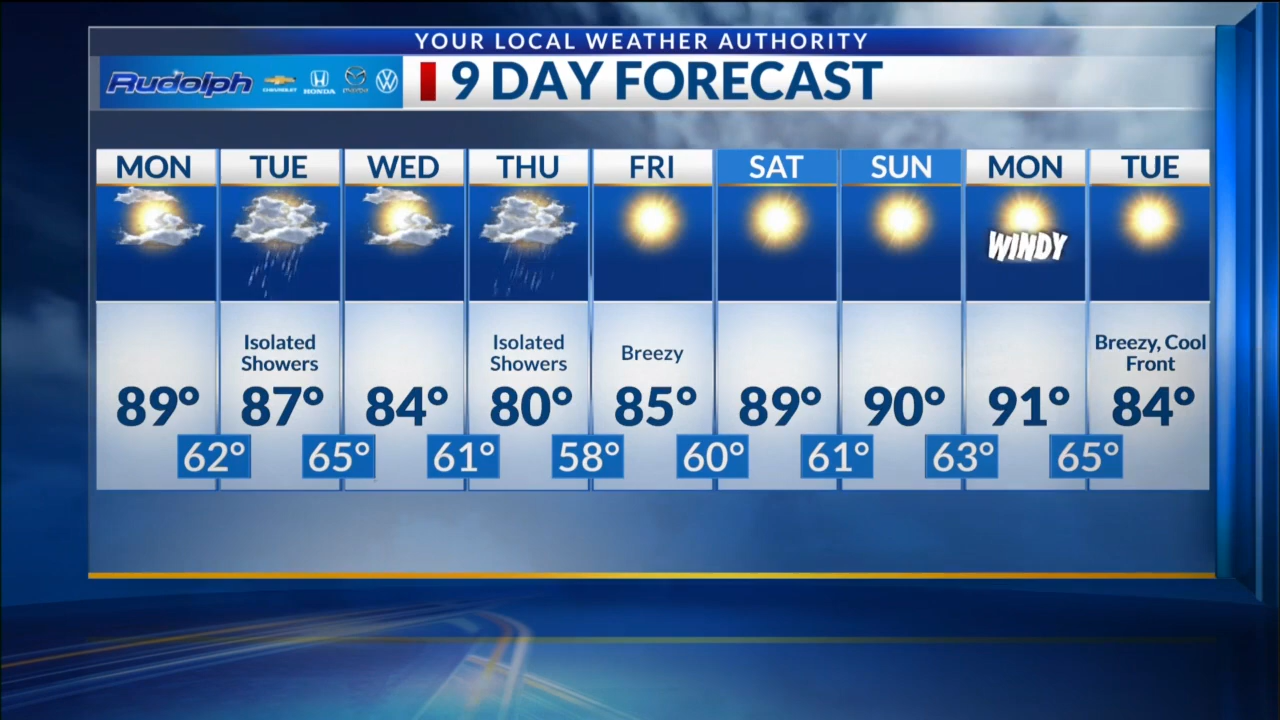 YOUR LOCAL WEATHER AUTHORITY
Rudolph CHEVROLET HONDA mazda
9 DAY FORECAST
MON TUE WED THU FRI SAT SUN MON TUE
WINDY
Isolated Showers
Isolated Showers
Breezy
Breezy, Cool Front
89° 87° 84° 80° 85° 89° 90° 91° 84°
62° 65° 61° 58° 60° 61° 63° 65°